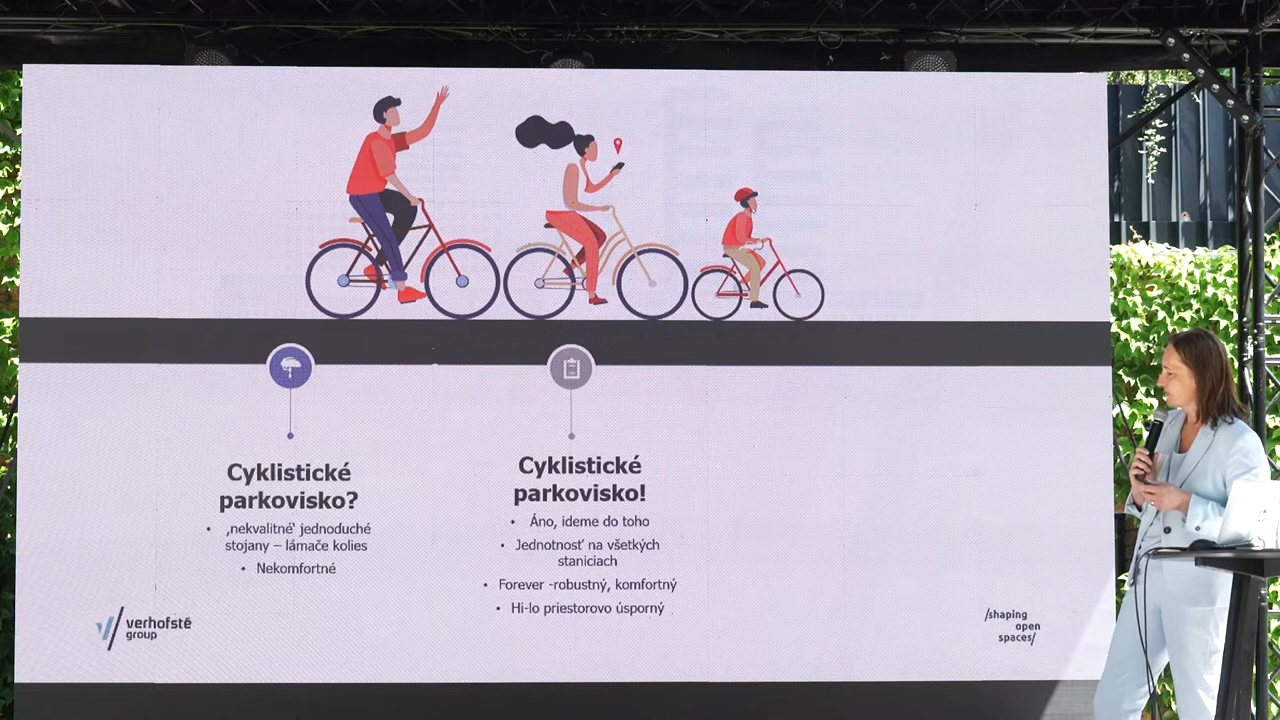 Cyklistické
parkovisko?
• ‚nekvalitné‘ jednoduché
stojany – lámače kolies
• Nekomfortné
Cyklistické
parkovisko!
• Áno, ideme do toho
• Jednotnosť na všetkých
staniciach
• Forever -robustný, komfortný
• Hi-lo priestorovo úsporný
verhofsté
group
/shaping
open
spaces/